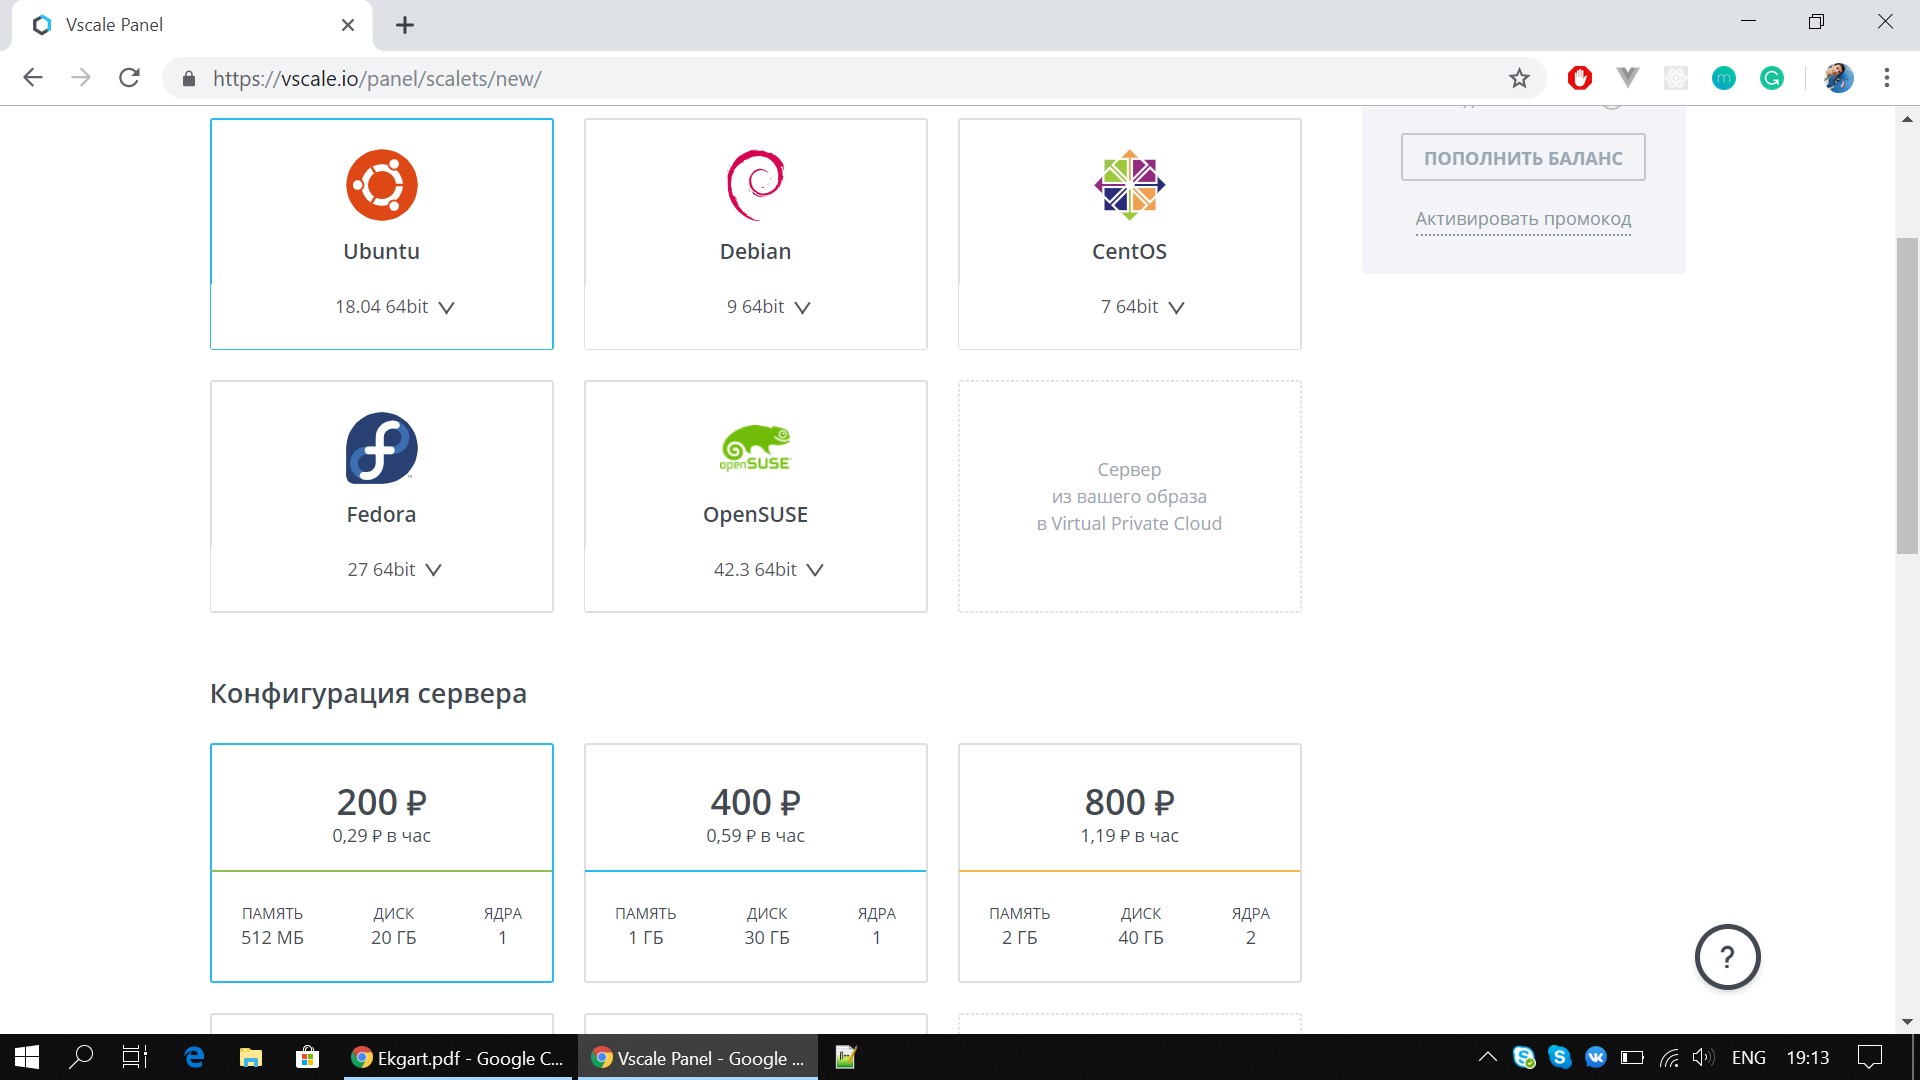 Vscale Panel
https://vscale.io/panel/scalets/new/
ПОПОЛНИТЬ БАЛАНС
Активировать промокод
Ubuntu
18.04 64bit
Debian
9 64bit
CentOS
7 64bit
Fedora
27 64bit
openSUSE
OpenSUSE
42.3 64bit
Сервер
из вашего образа
в Virtual Private Cloud
Конфигурация сервера
200 ₽
0,29 ₽ в час
ПАМЯТЬ ДИСК ЯДРА
512 МБ 20 ГБ 1
400 ₽
0,59 ₽ в час
ПАМЯТЬ ДИСК ЯДРА
1 ГБ 30 ГБ 1
800 ₽
1,19 ₽ в час
ПАМЯТЬ ДИСК ЯДРА
2 ГБ 40 ГБ 2
?
Ekgart.pdf - Google C...
Vscale Panel - Google ...
ENG
19:13